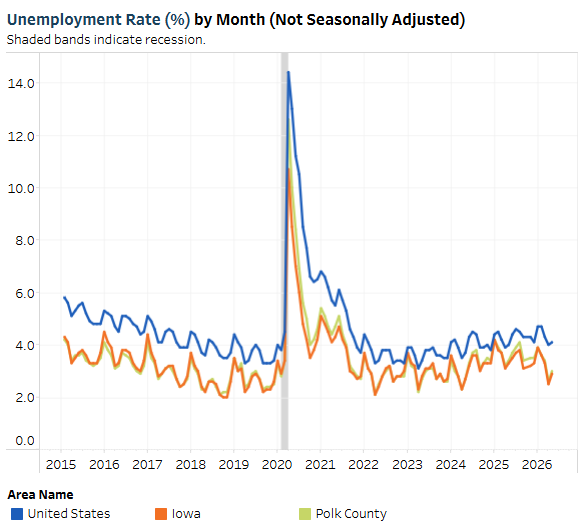 Unemployment Rate (%) by Month (Not Seasonally Adjusted)
Shaded bands indicate recession.
14.0
12.0
10.0
8.0
6.0
4.0
2.0
0.0
2015 2016 2017 2018 2019 2020 2021 2022 2023 2024 2025 2026
Area Name
United States Iowa Polk County